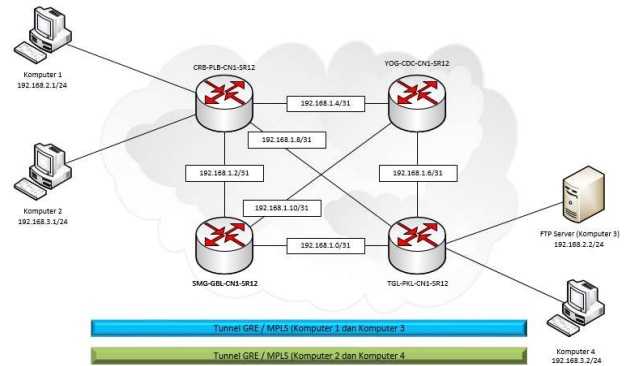 Komputer 1
192.168.2.1/24
CRB-PLB-CN1-SR12
YOG-CDC-CN1-SR12
192.168.1.4/31
192.168.1.8/31
192.168.1.2/31
192.168.1.6/31
Komputer 2
192.168.3.1/24
192.168.1.10/31
FTP Server (Komputer 3)
192.168.2.2/24
192.168.1.0/31
SMG-GBL-CN1-SR12
TGL-PKL-CN1-SR12
Tunnel GRE / MPLS (Komputer 1 dan Komputer 3
Tunnel GRE / MPLS (Komputer 2 dan Komputer 4
Komputer 4
192.168.3.2/24